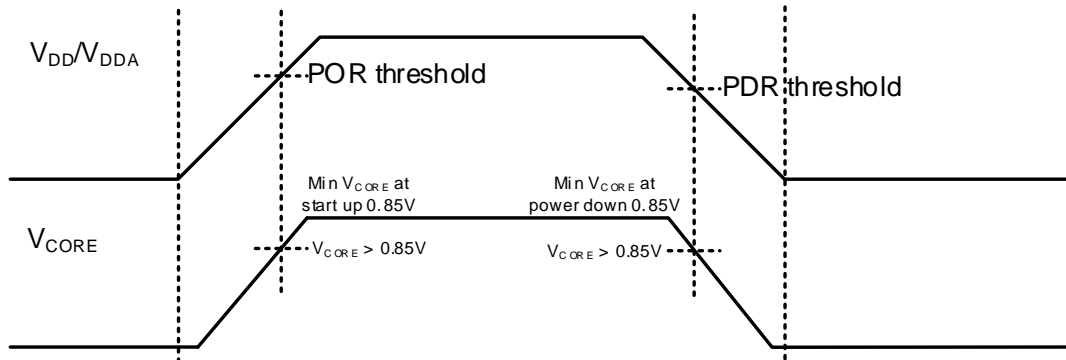 VDD/VDDA
POR threshold
PDR threshold
Min VCORE at
start up 0.85V
Min VCORE at
power down 0.85V
VCORE
VCORE > 0.85V
VCORE > 0.85V